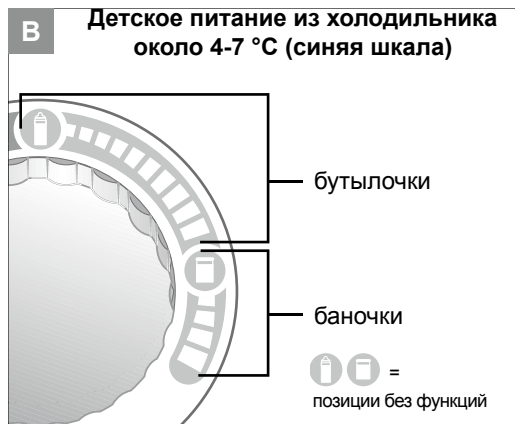 B
Детское питание из холодильника
около 4-7 °C (синяя шкала)
бутылочки
баночки
=
позиции без функций